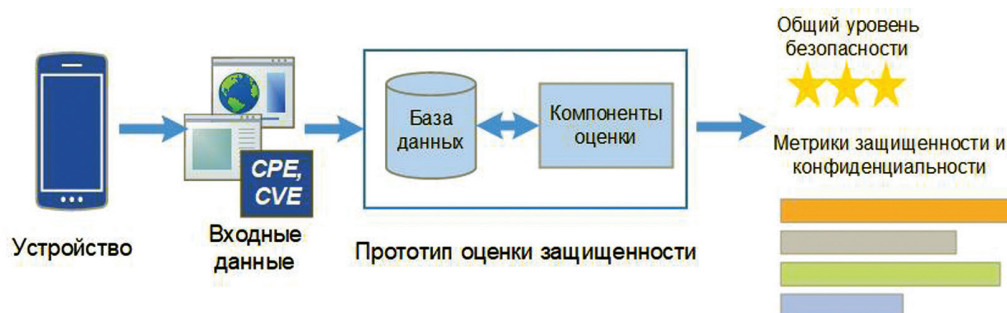 Устройство
CPE,
CVE
Входные
данные
База
данных
Компоненты
оценки
Прототип оценки защищенности
Общий уровень
безопасности
Метрики защищенности и
конфиденциальности